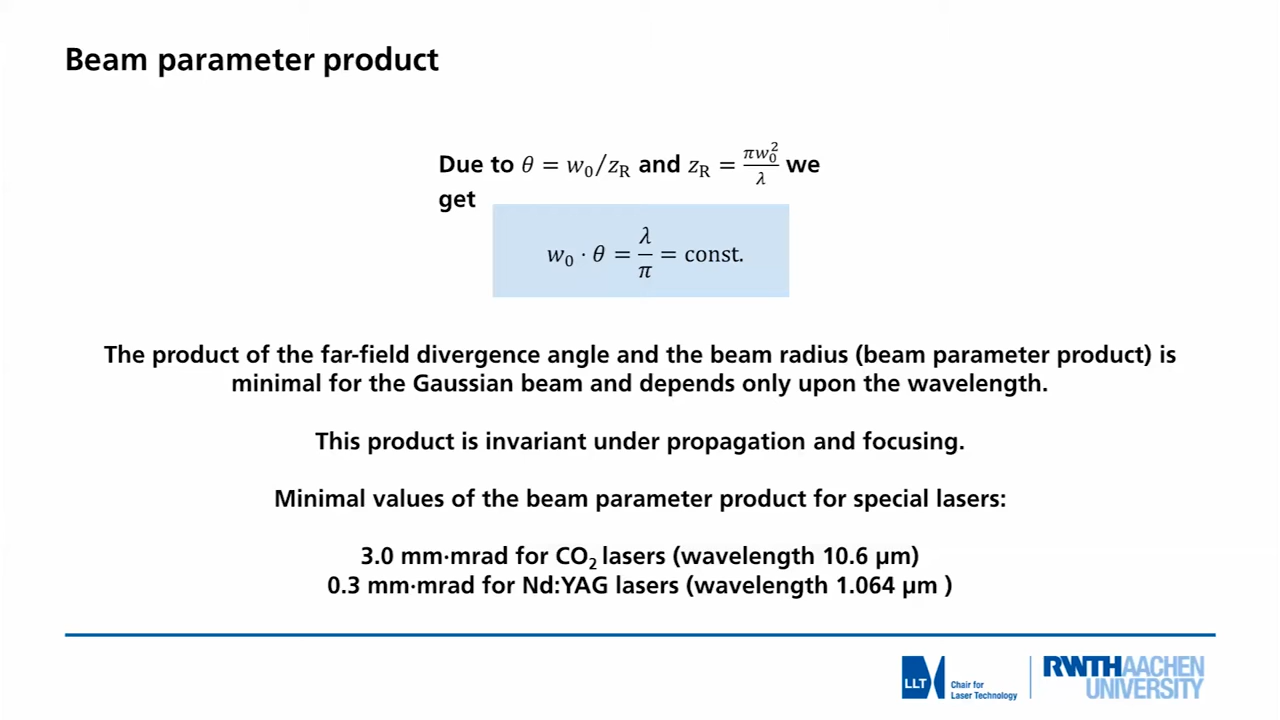 Beam parameter product
Due to θ = w₀/z_R and z_R = πw₀²/λ we
get
w₀ · θ = λ/π = const.
The product of the far-field divergence angle and the beam radius (beam parameter product) is
minimal for the Gaussian beam and depends only upon the wavelength.
This product is invariant under propagation and focusing.
Minimal values of the beam parameter product for special lasers:
3.0 mm·mrad for CO₂ lasers (wavelength 10.6 µm)
0.3 mm·mrad for Nd:YAG lasers (wavelength 1.064 µm )
LLT
Chair for
Laser Technology
RWTHAACHEN
UNIVERSITY